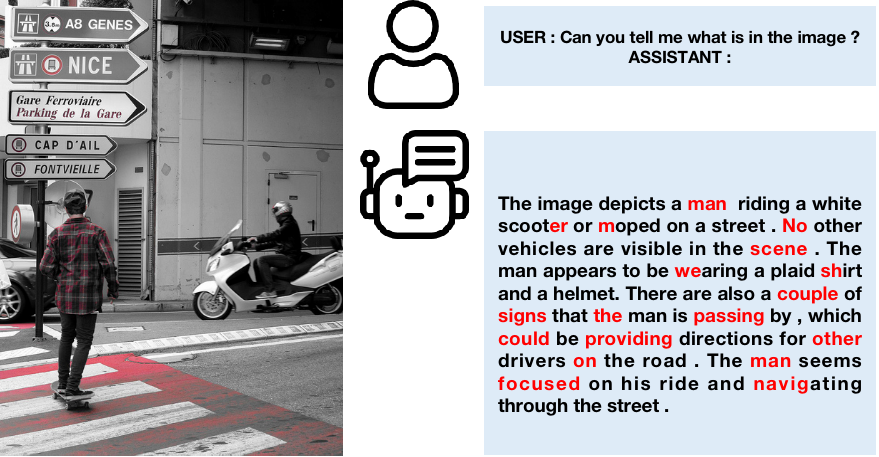 3.6m A8 GENES
NICE
Gare Ferroviaire
Parking de la Gare
CAP D'AIL
FONTVIEILLE
USER : Can you tell me what is in the image ?
ASSISTANT :
The image depicts a man riding a white
scooter or moped on a street . No other
vehicles are visible in the scene . The
man appears to be wearing a plaid shirt
and a helmet. There are also a couple of
signs that the man is passing by , which
could be providing directions for other
drivers on the road . The man seems
focused on his ride and navigating
through the street .